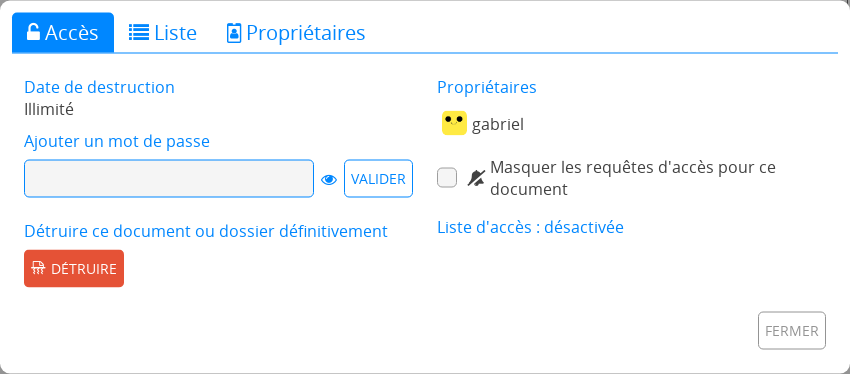 Accès
Liste
Propriétaires
Date de destruction
Illimité
Ajouter un mot de passe
VALIDER
Détruire ce document ou dossier définitivement
DÉTRUIRE
Propriétaires
gabriel
Masquer les requêtes d'accès pour ce
document
Liste d'accès : désactivée
FERMER